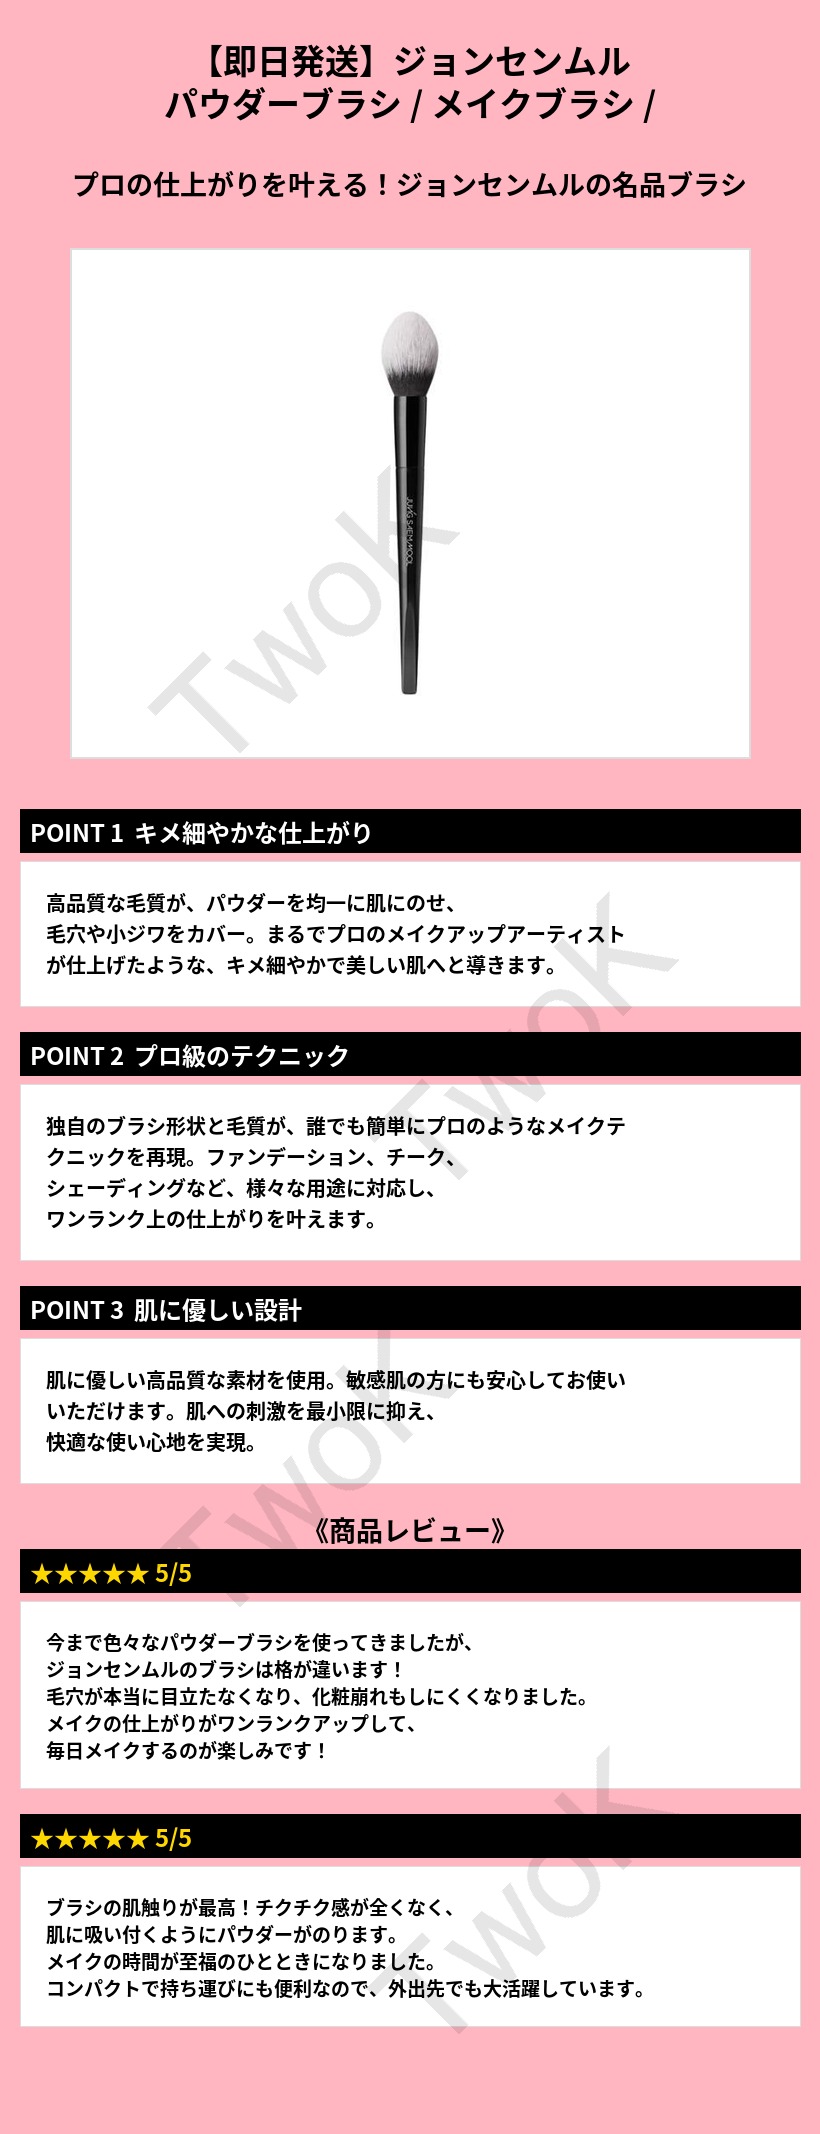 【即日発送】ジョンセンムル
パウダーブラシ / メイクブラシ /
プロの仕上がりを叶える！ジョンセンムルの名品ブラシ
JUNG SAEM MOOL
TwoK
POINT 1 キメ細やかな仕上がり
高品質な毛質が、パウダーを均一に肌にのせ、
毛穴や小ジワをカバー。まるでプロのメイクアップアーティスト
が仕上げたような、キメ細やかで美しい肌へと導きます。
TwoK
POINT 2 プロ級のテクニック
独自のブラシ形状と毛質が、誰でも簡単にプロのようなメイクテ
クニックを再現。ファンデーション、チーク、
シェーディングなど、様々な用途に対応し、
ワンランク上の仕上がりを叶えます。
POINT 3 肌に優しい設計
肌に優しい高品質な素材を使用。敏感肌の方にも安心してお使い
いただけます。肌への刺激を最小限に抑え、
快適な使い心地を実現。
TwoK
《商品レビュー》
★★★★★ 5/5
今まで色々なパウダーブラシを使ってきましたが、
ジョンセンムルのブラシは格が違います！
毛穴が本当に目立たなくなり、化粧崩れもしにくくなりました。
メイクの仕上がりがワンランクアップして、
毎日メイクするのが楽しみです！
★★★★★ 5/5
ブラシの肌触りが最高！チクチク感が全くなく、
肌に吸い付くようにパウダーがのります。
メイクの時間が至福のひとときになりました。
コンパクトで持ち運びにも便利なので、外出先でも大活躍しています。
TwoK